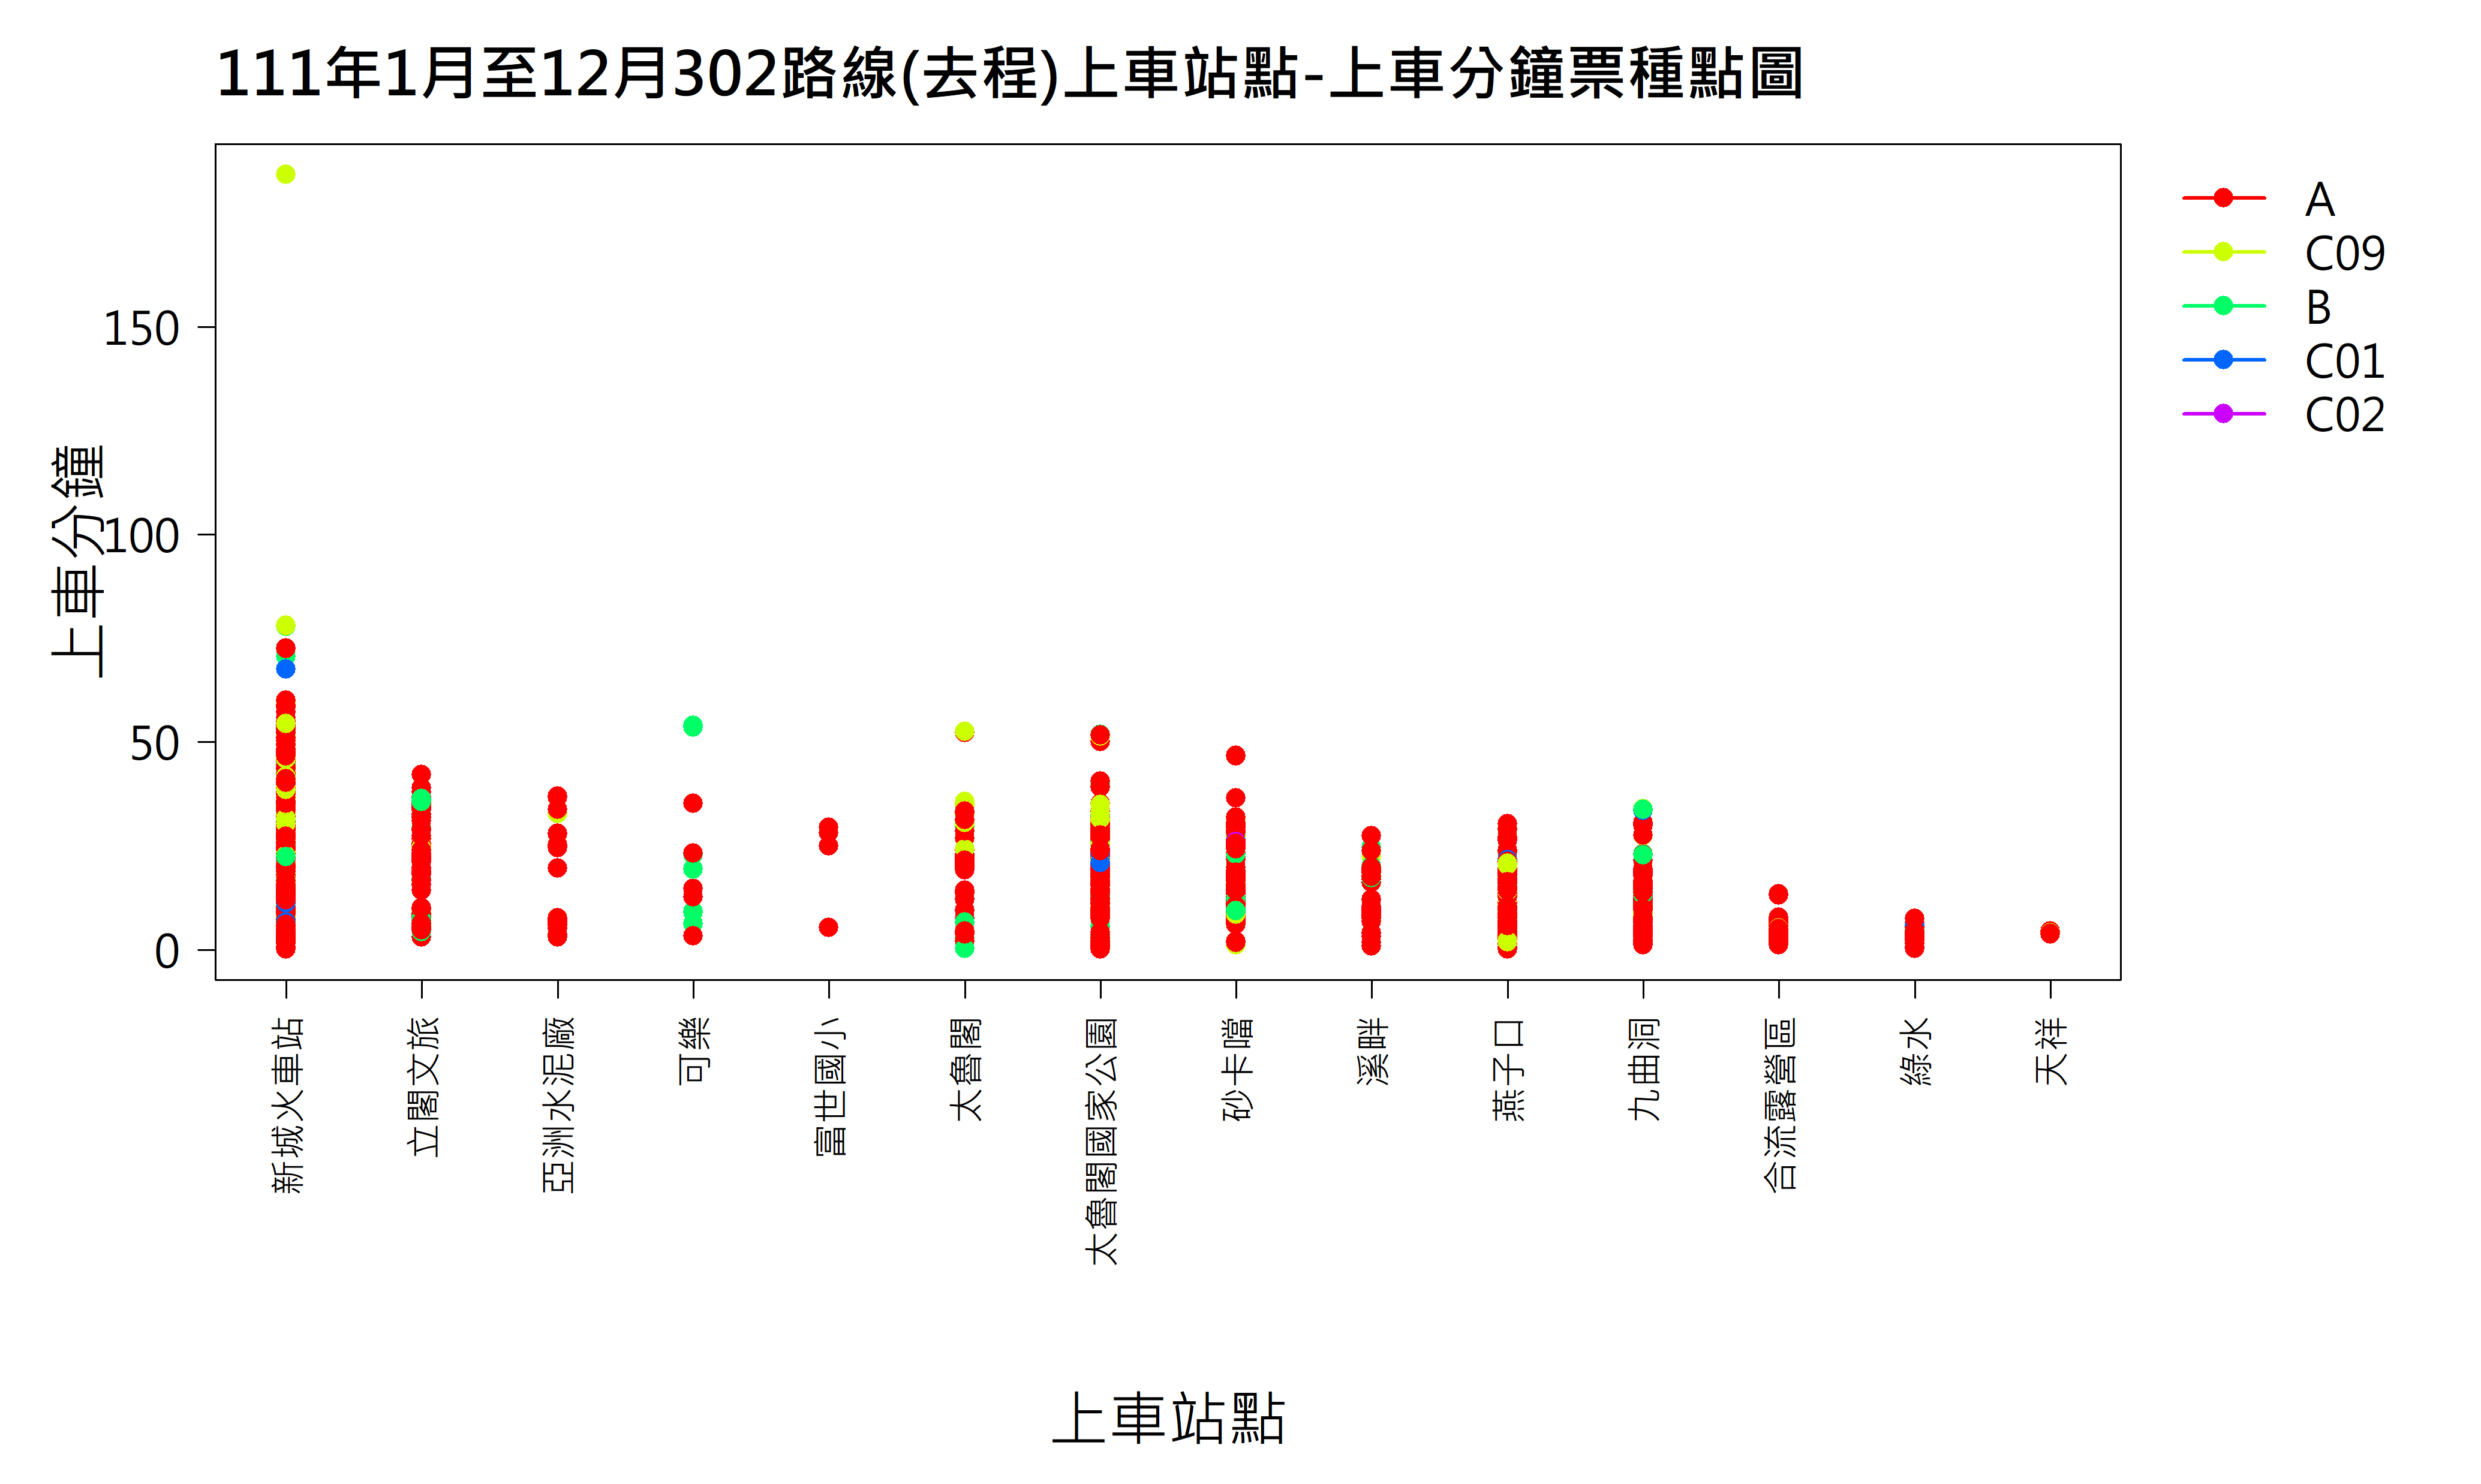 111年1月至12月302路線(去程)上車站點-上車分鐘票種點圖
A
C09
B
C01
C02
上車分鐘
150
100
50
0
新城火車站
立閣文旅
亞洲水泥廠
可樂
富世國小
太魯閣
太魯閣國家公園
砂卡噹
溪畔
燕子口
九曲洞
合流露營區
綠水
天祥
上車站點